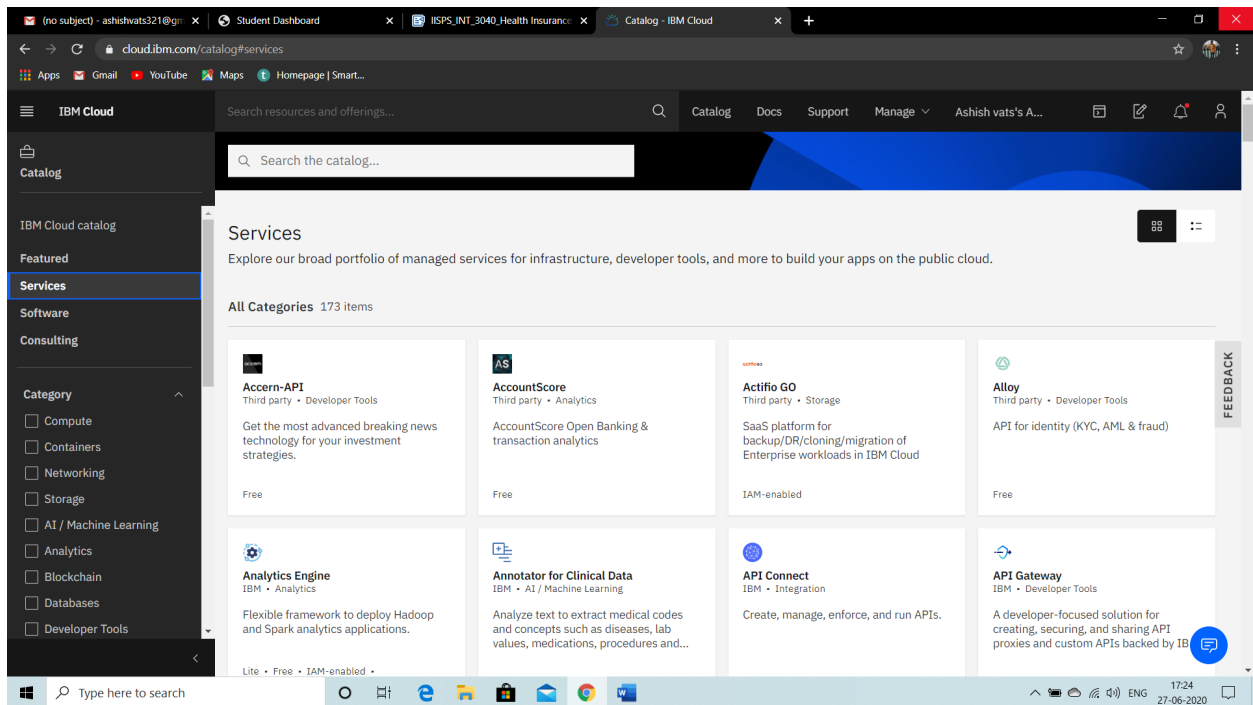 (no subject) - ashishvats321@gm
Student Dashboard
IISPS_INT_3040_Health Insurance
Catalog - IBM Cloud
cloud.ibm.com/catalog#services
Apps
Gmail
YouTube
Maps
Homepage | Smart...
IBM Cloud
Search resources and offerings...
Catalog
Docs
Support
Manage
Ashish vats's A...
Catalog
Search the catalog...
IBM Cloud catalog
Featured
Services
Software
Consulting
Category
Compute
Containers
Networking
Storage
AI / Machine Learning
Analytics
Blockchain
Databases
Developer Tools
Services
Explore our broad portfolio of managed services for infrastructure, developer tools, and more to build your apps on the public cloud.
All Categories 173 items
accern
Accern-API
Third party • Developer Tools
Get the most advanced breaking news
technology for your investment
strategies.
Free
AS
AccountScore
Third party • Analytics
AccountScore Open Banking &
transaction analytics
Free
actifio GO
Actifio GO
Third party • Storage
SaaS platform for
backup/DR/cloning/migration of
Enterprise workloads in IBM Cloud
IAM-enabled
Alloy
Third party • Developer Tools
API for identity (KYC, AML & fraud)
Free
Analytics Engine
IBM • Analytics
Flexible framework to deploy Hadoop
and Spark analytics applications.
Lite • Free • IAM-enabled •
Annotator for Clinical Data
IBM • AI / Machine Learning
Analyze text to extract medical codes
and concepts such as diseases, lab
values, medications, procedures and...
API Connect
IBM • Integration
Create, manage, enforce, and run APIs.
API Gateway
IBM • Developer Tools
A developer-focused solution for
creating, securing, and sharing API
proxies and custom APIs backed by IB
FEEDBACK
Type here to search
ENG
17:24
27-06-2020